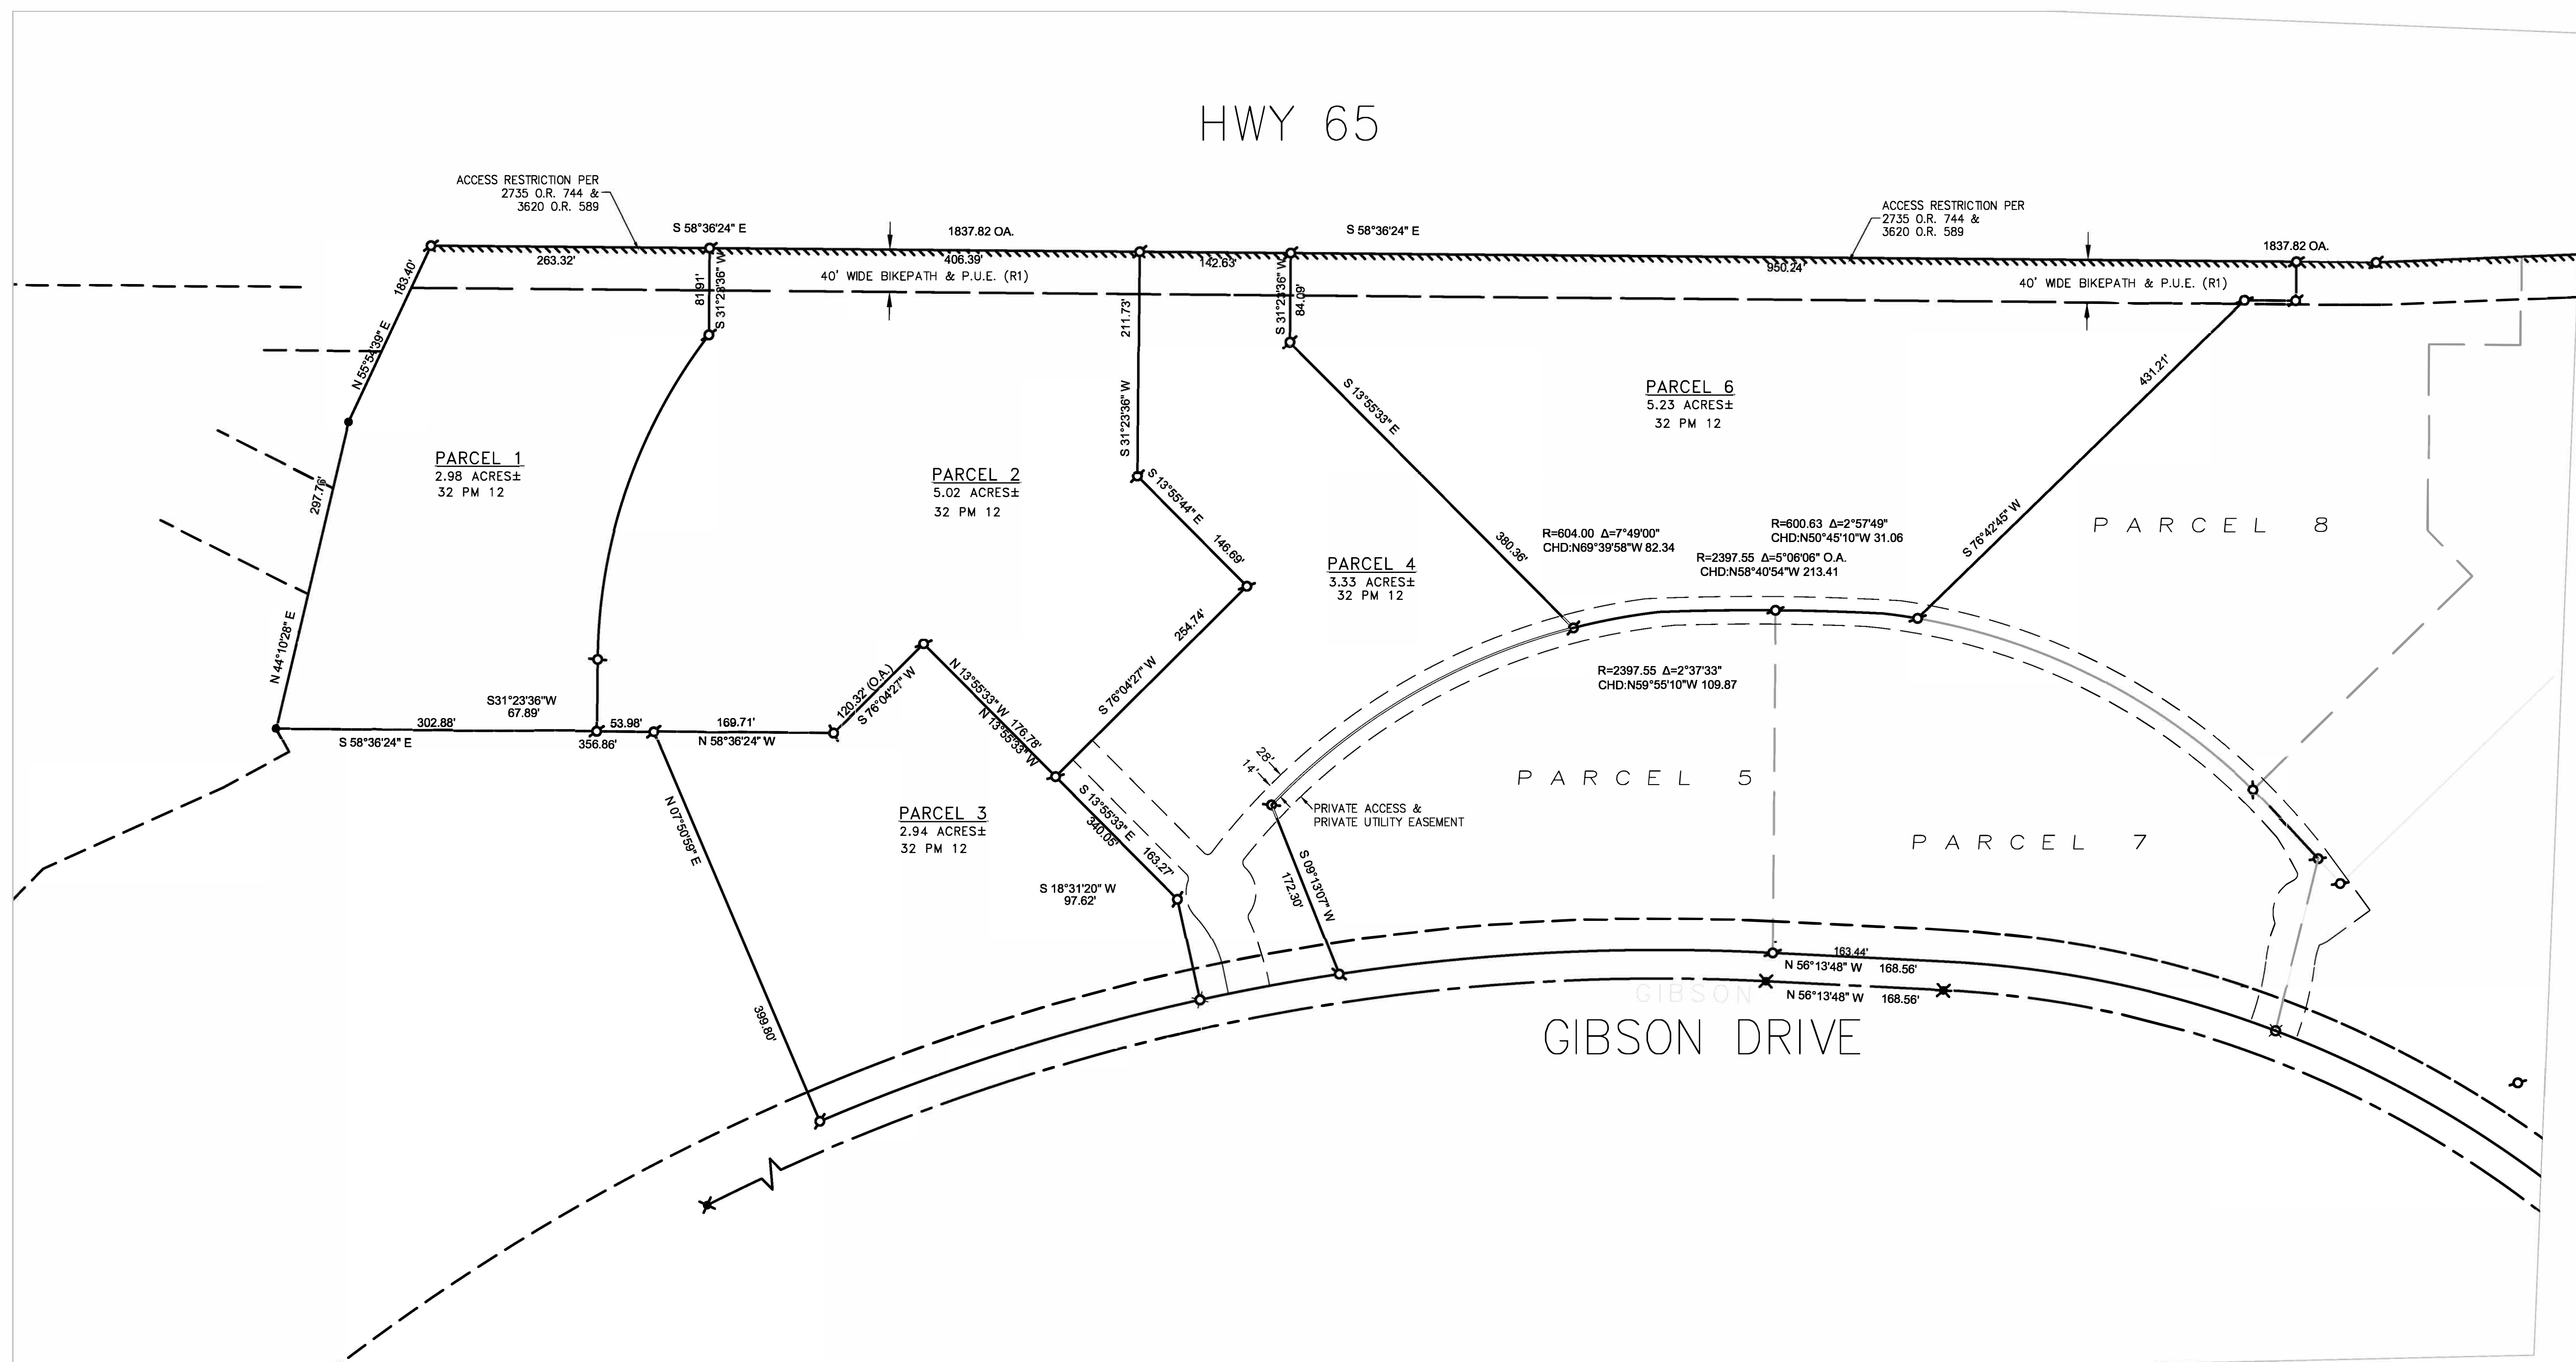 HWY 65
ACCESS RESTRICTION PER
2735 O.R. 744 &
3620 O.R. 589
ACCESS RESTRICTION PER
2735 O.R. 744 &
3620 O.R. 589
S 58°36'24" E
1837.82 OA.
S 58°36'24" E
1837.82 OA.
263.32'
406.39'
142.63'
950.24'
40' WIDE BIKEPATH & P.U.E. (R1)
40' WIDE BIKEPATH & P.U.E. (R1)
183.40'
N 55°54'39" E
81.91'
S 31°23'36" W
211.73'
S 31°23'36" W
S 31°23'36" W
84.09'
297.76'
N 44°10'28" E
PARCEL 1
2.98 ACRES±
32 PM 12
PARCEL 2
5.02 ACRES±
32 PM 12
S 13°55'44" E
146.69'
254.74'
S 76°04'27" W
PARCEL 4
3.33 ACRES±
32 PM 12
S 13°55'33" E
380.36'
PARCEL 6
5.23 ACRES±
32 PM 12
431.21'
S 76°42'45" W
PARCEL 8
R=604.00 Δ=7°49'00"
CHD:N69°39'58"W 82.34
R=600.63 Δ=2°57'49"
CHD:N50°45'10"W 31.06
R=2397.55 Δ=5°06'06" O.A.
CHD:N58°40'54"W 213.41
R=2397.55 Δ=2°37'33"
CHD:N59°55'10"W 109.87
S31°23'36"W
67.89'
302.88'
S 58°36'24" E
53.98'
356.86'
169.71'
N 58°36'24" W
120.32' (O.A.)
S 76°04'27" W
N 13°55'33" W 176.78'
N 13°55'33" W
S 13°55'33" E 163.27'
340.05'
N 07°50'59" E
399.80'
PARCEL 3
2.94 ACRES±
32 PM 12
S 18°31'20" W
97.62'
28'
14'
PRIVATE ACCESS &
PRIVATE UTILITY EASEMENT
S 09°13'07" W
172.30'
PARCEL 5
PARCEL 7
163.44'
N 56°13'48" W 168.56'
N 56°13'48" W 168.56'
GIBSON
GIBSON DRIVE